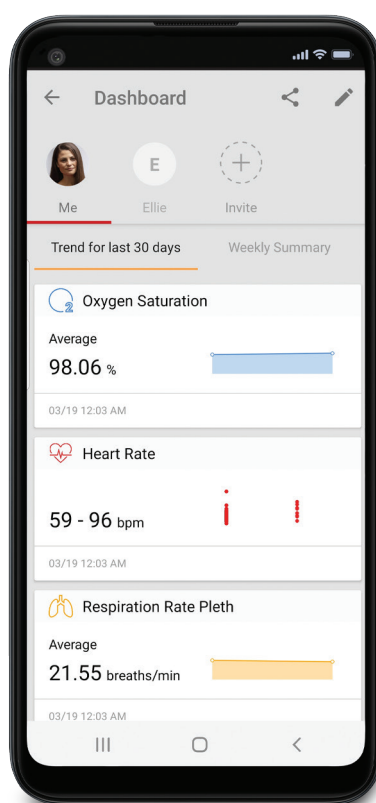 Dashboard
E
Me Ellie Invite
Trend for last 30 days Weekly Summary
O2 Oxygen Saturation
Average
98.06 %
03/19 12:03 AM
Heart Rate
59 - 96 bpm
03/19 12:03 AM
Respiration Rate Pleth
Average
21.55 breaths/min
03/19 12:03 AM